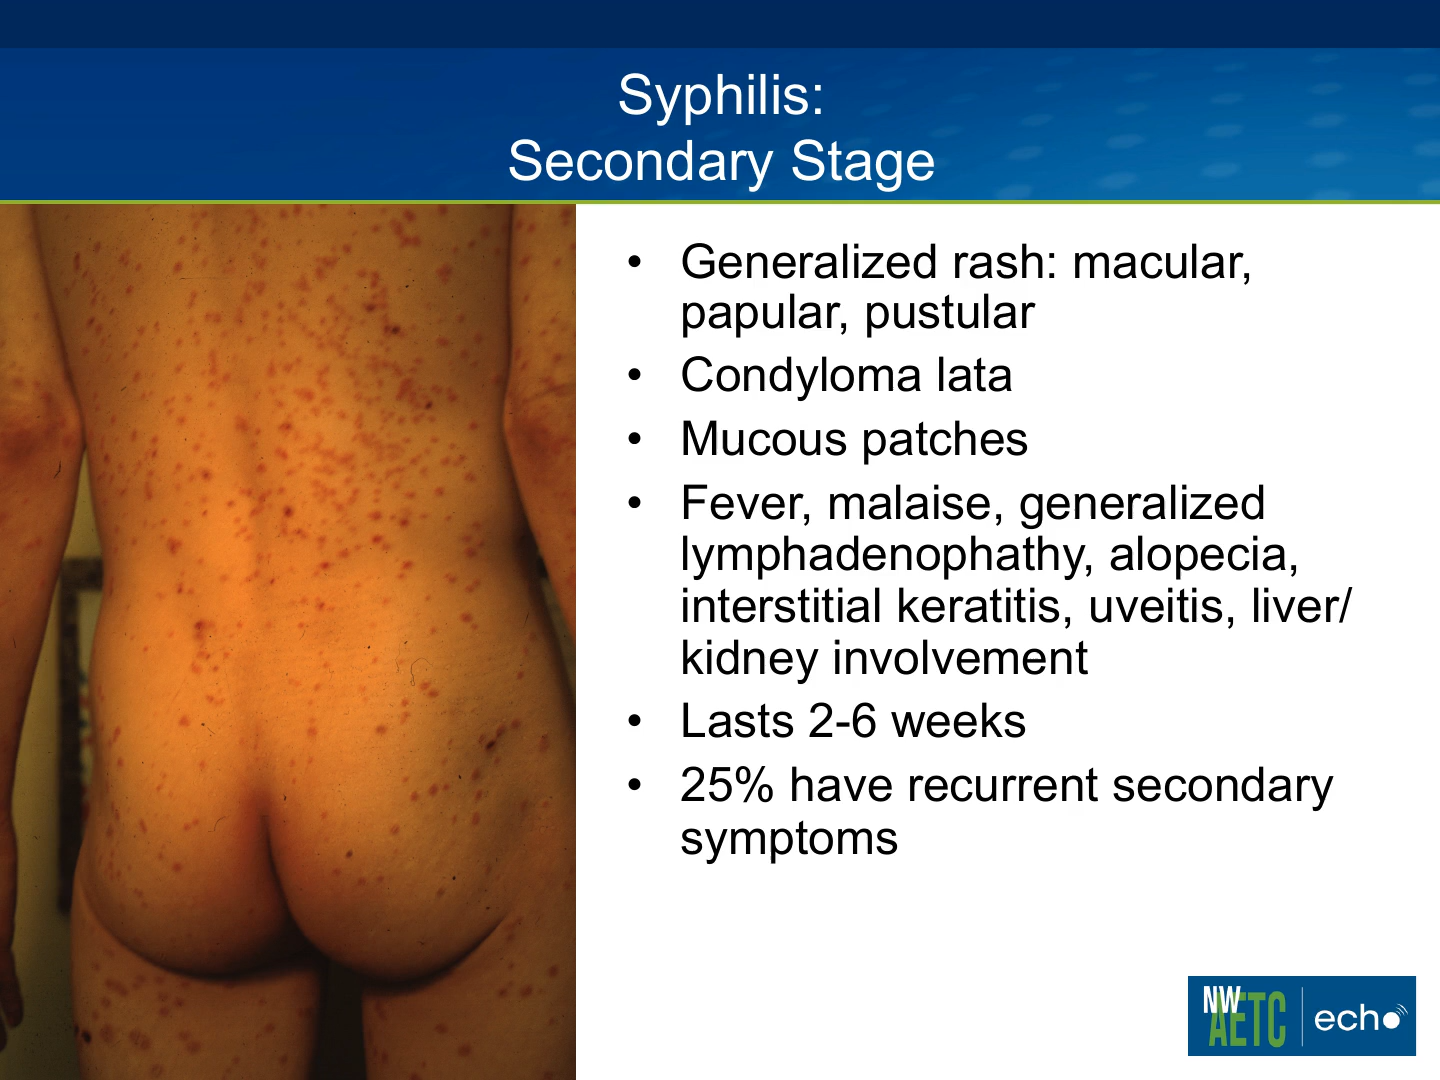 Syphilis:
Secondary Stage
• Generalized rash: macular,
papular, pustular
• Condyloma lata
• Mucous patches
• Fever, malaise, generalized
lymphadenophathy, alopecia,
interstitial keratitis, uveitis, liver/
kidney involvement
• Lasts 2-6 weeks
• 25% have recurrent secondary
symptoms
NW
AETC
echo